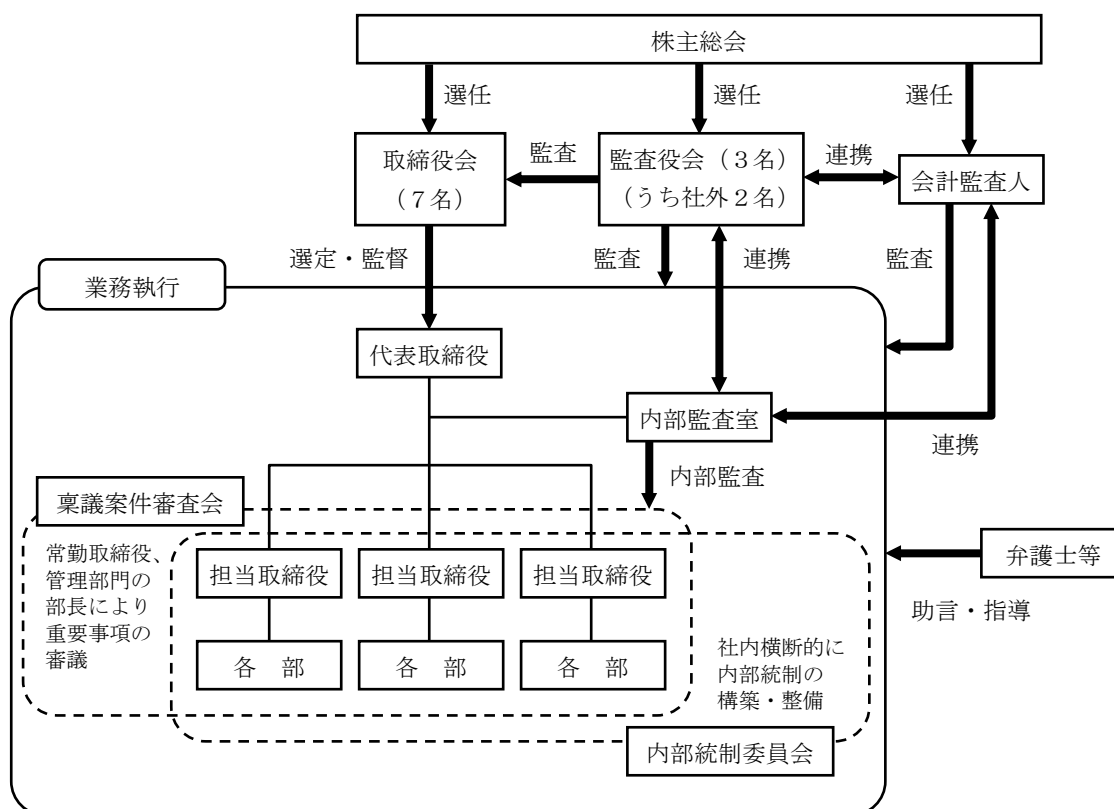 株主総会
選任
選任
選任
取締役会
（７名）
監査
監査役会（３名）
（うち社外２名）
連携
会計監査人
選定・監督
監査
連携
監査
業務執行
代表取締役
内部監査室
連携
内部監査
稟議案件審査会
常勤取締役、
管理部門の
部長により
重要事項の
審議
担当取締役
担当取締役
担当取締役
弁護士等
助言・指導
各　部
各　部
各　部
社内横断的に
内部統制の
構築・整備
内部統制委員会